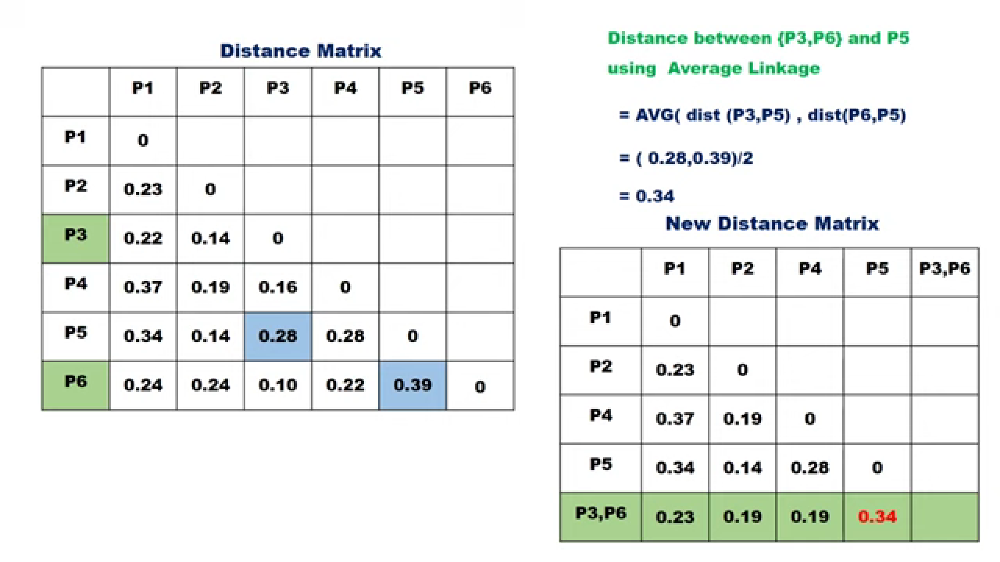 Distance Matrix
P1 P2 P3 P4 P5 P6
P1 0
P2 0.23 0
P3 0.22 0.14 0
P4 0.37 0.19 0.16 0
P5 0.34 0.14 0.28 0.28 0
P6 0.24 0.24 0.10 0.22 0.39 0
Distance between {P3,P6} and P5
using Average Linkage
= AVG( dist (P3,P5) , dist(P6,P5)
= ( 0.28,0.39)/2
= 0.34
New Distance Matrix
P1 P2 P4 P5 P3,P6
P1 0
P2 0.23 0
P4 0.37 0.19 0
P5 0.34 0.14 0.28 0
P3,P6 0.23 0.19 0.19 0.34